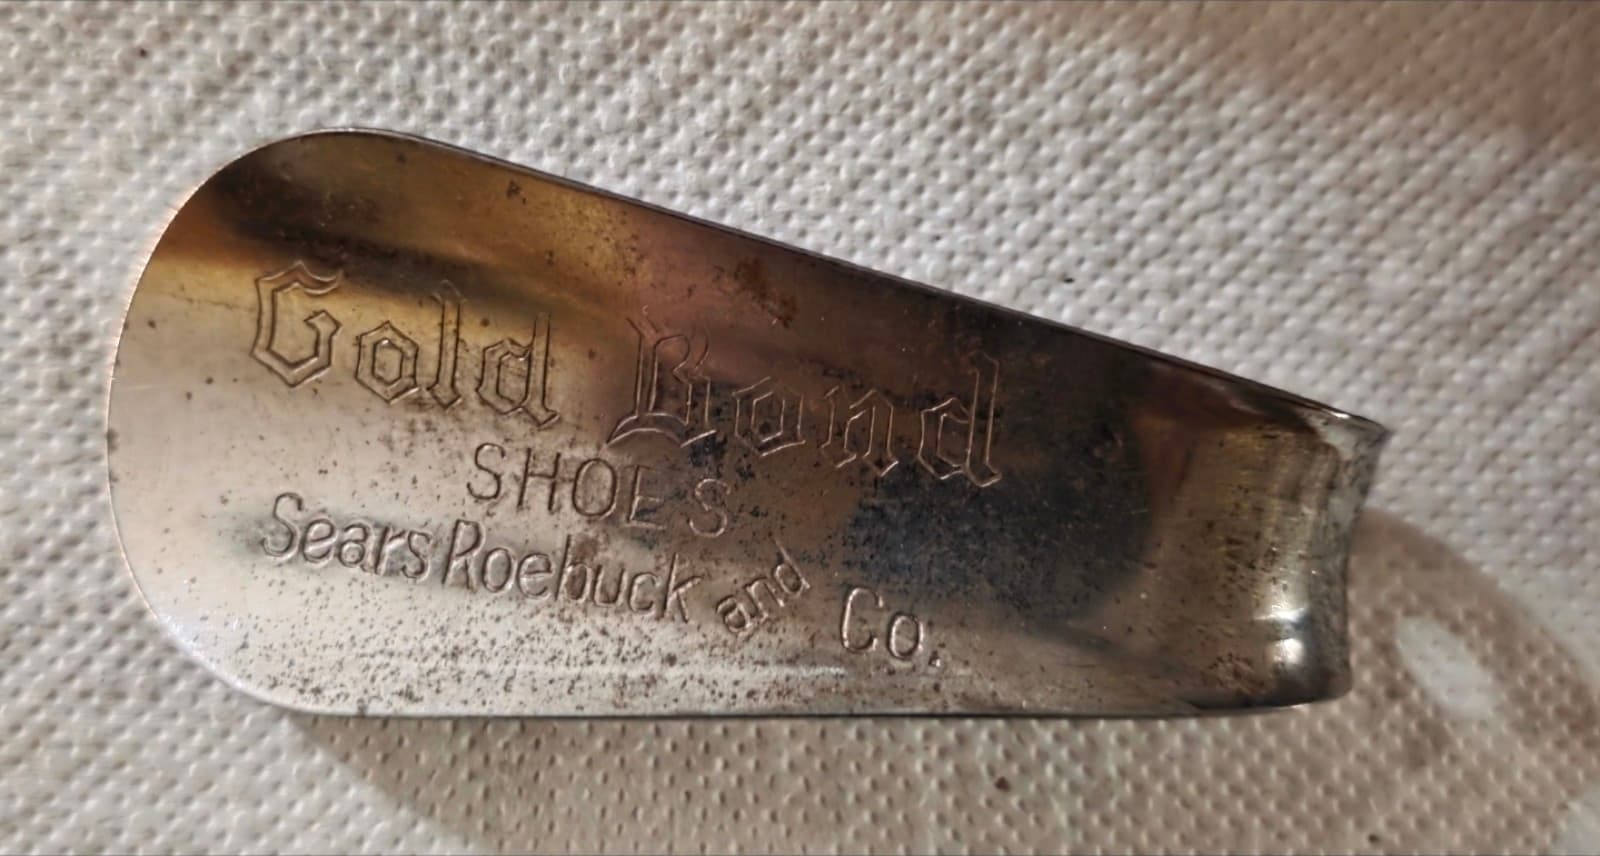 Gold Bond
SHOES
Sears Roebuck and Co.